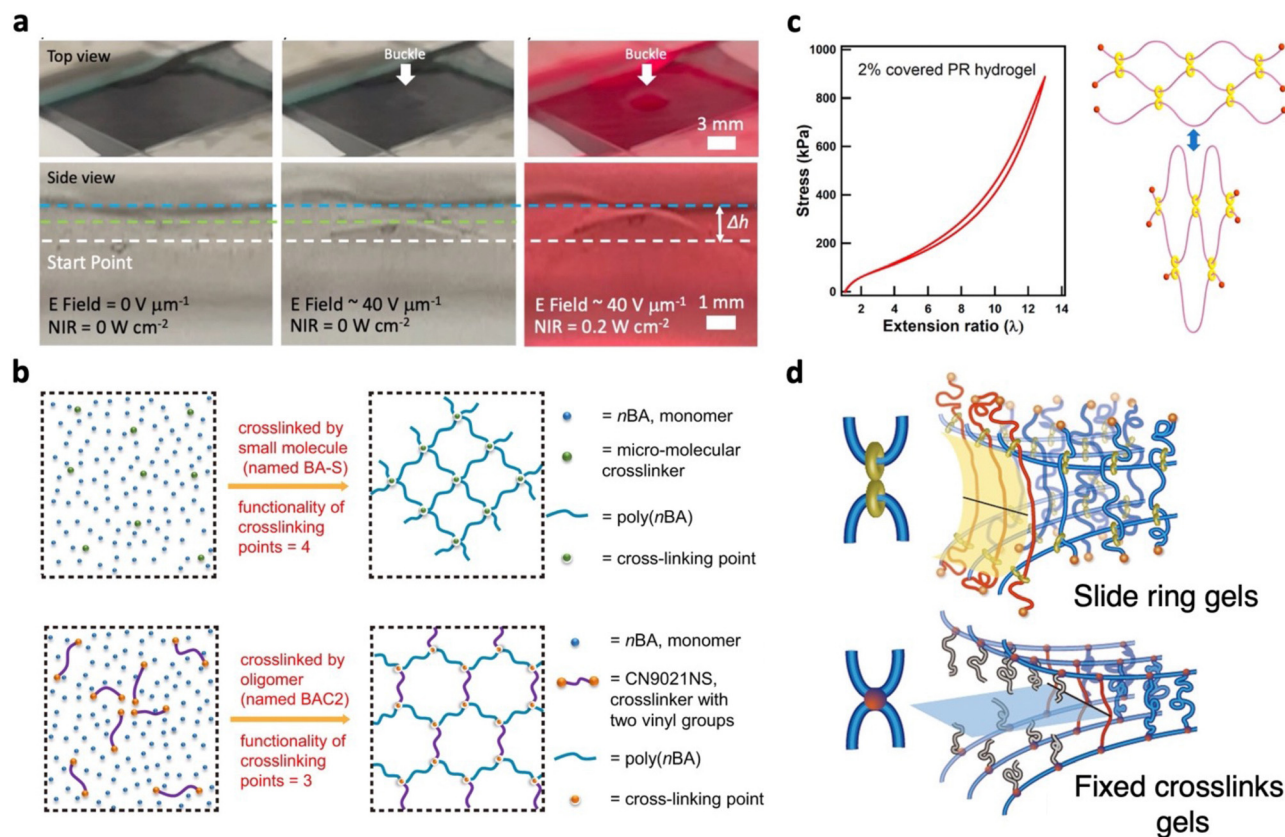 a
Top view
Buckle
Buckle
3 mm
Side view
Δh
Start Point
E Field = 0 V μm⁻¹
NIR = 0 W cm⁻²
E Field ~ 40 V μm⁻¹
NIR = 0 W cm⁻²
E Field ~ 40 V μm⁻¹
NIR = 0.2 W cm⁻²
1 mm
b
crosslinked by
small molecule
(named BA-S)
functionality of
crosslinking
points = 4
= nBA, monomer
= micro-molecular
crosslinker
= poly(nBA)
= cross-linking point
crosslinked by
oligomer
(named BAC2)
functionality of
crosslinking
points = 3
= nBA, monomer
= CN9021NS,
crosslinker with
two vinyl groups
= poly(nBA)
= cross-linking point
c
2% covered PR hydrogel
Stress (kPa)
1000
800
600
400
200
0
2 4 6 8 10 12 14
Extension ratio (λ)
d
Slide ring gels
Fixed crosslinks
gels